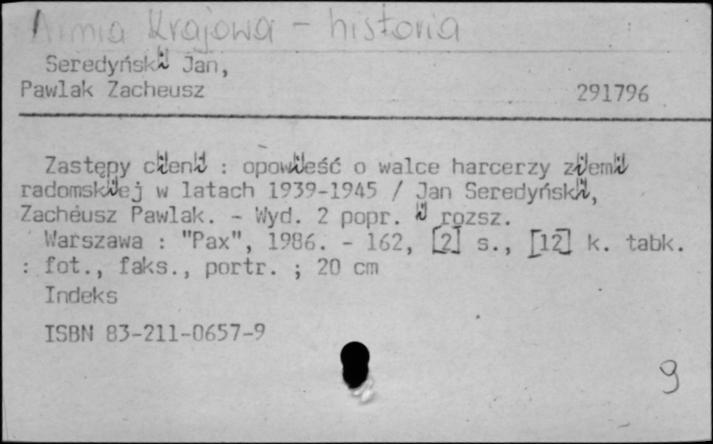 Armia Krajowa - historia
Seredyński Jan,
Pawlak Zacheusz 291796
Zastępy cieni : opowieść o walce harcerzy ziemi
radomskiej w latach 1939-1945 / Jan Seredyński,
Zacheusz Pawlak. - Wyd. 2 popr. i rozsz.
Warszawa : "Pax", 1986. - 162, [2] s., [12] k. tabk.
: fot., faks., portr. ; 20 cm
Indeks
ISBN 83-211-0657-9
9